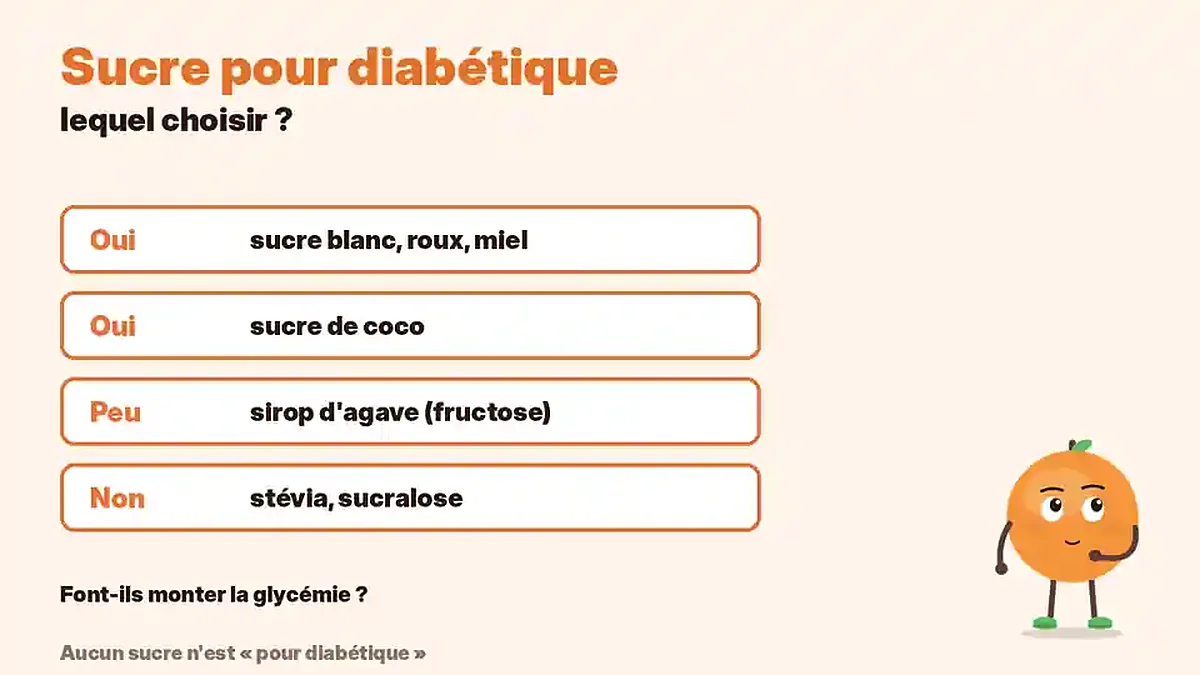 Sucre pour diabétique
lequel choisir ?
Oui sucre blanc, roux, miel
Oui sucre de coco
Peu sirop d'agave (fructose)
Non stévia, sucralose
Font-ils monter la glycémie ?
Aucun sucre n'est « pour diabétique »